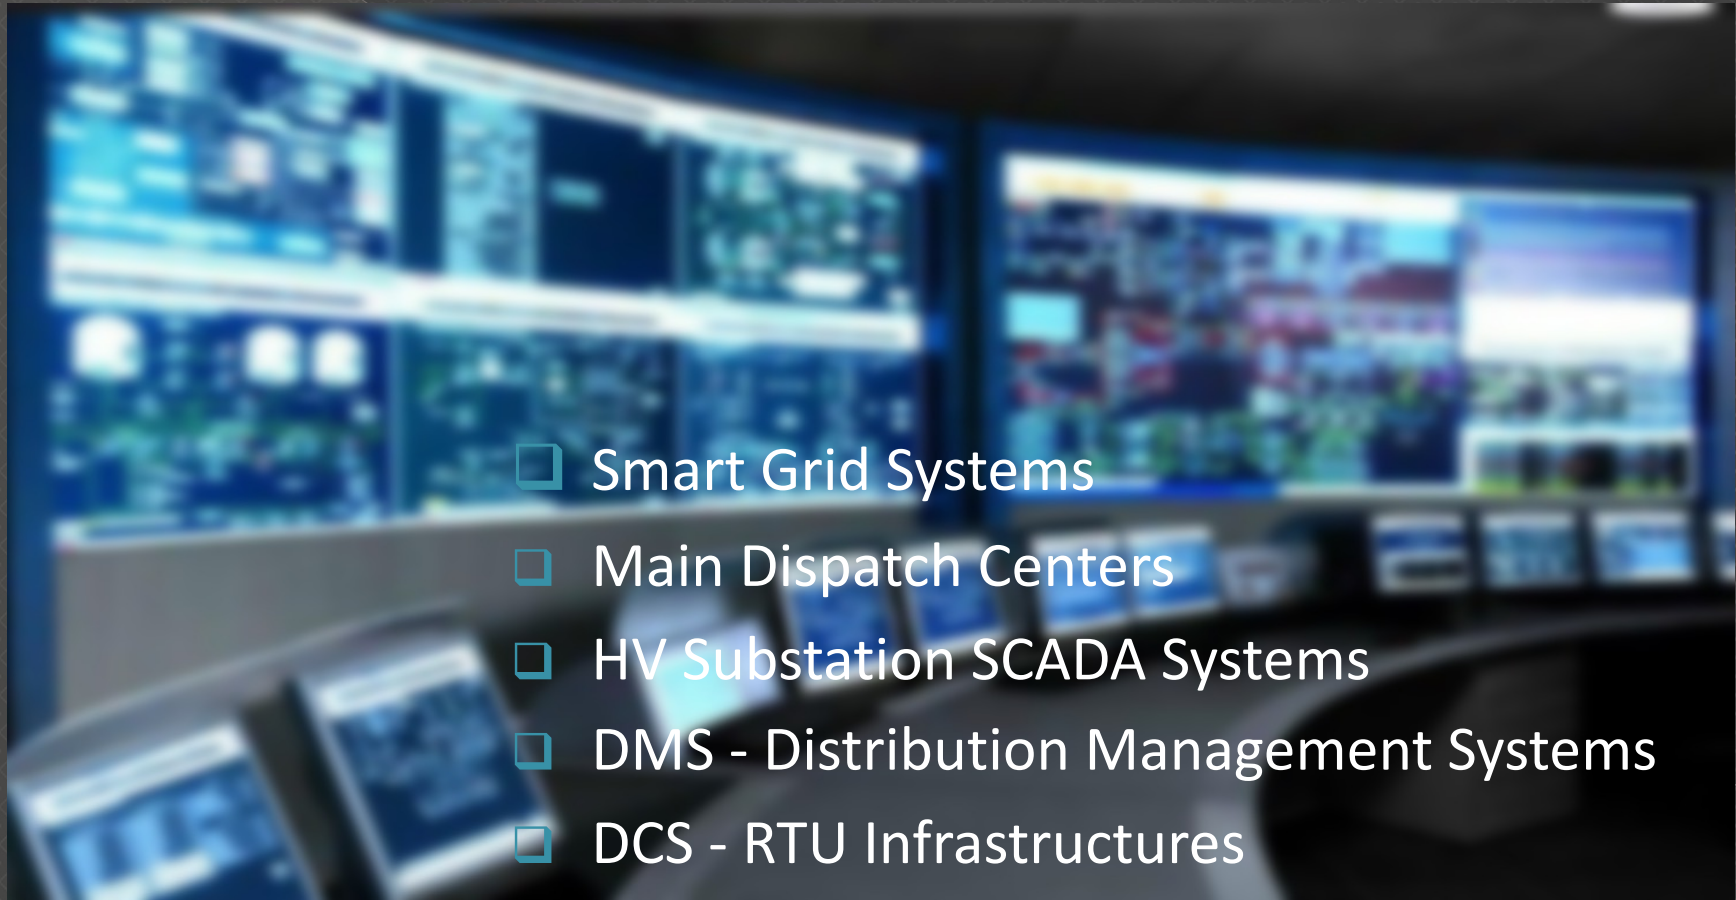 Smart Grid Systems
Main Dispatch Centers
HV Substation SCADA Systems
DMS - Distribution Management Systems
DCS - RTU Infrastructures